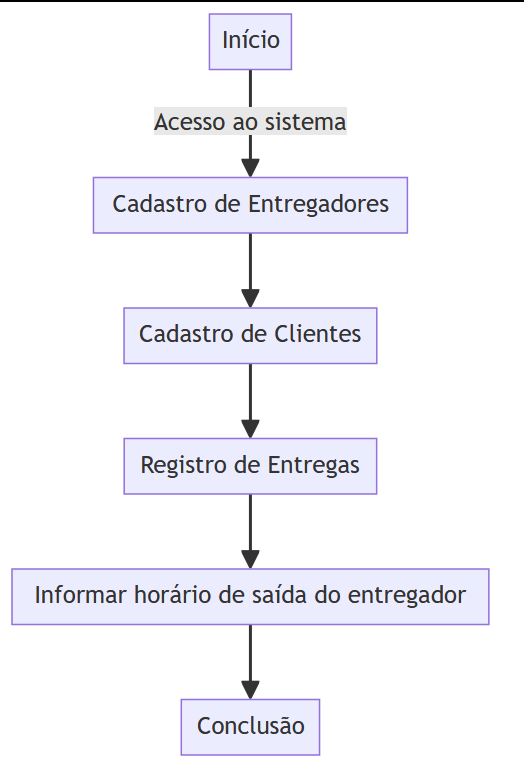 Início
Acesso ao sistema
Cadastro de Entregadores
Cadastro de Clientes
Registro de Entregas
Informar horário de saída do entregador
Conclusão